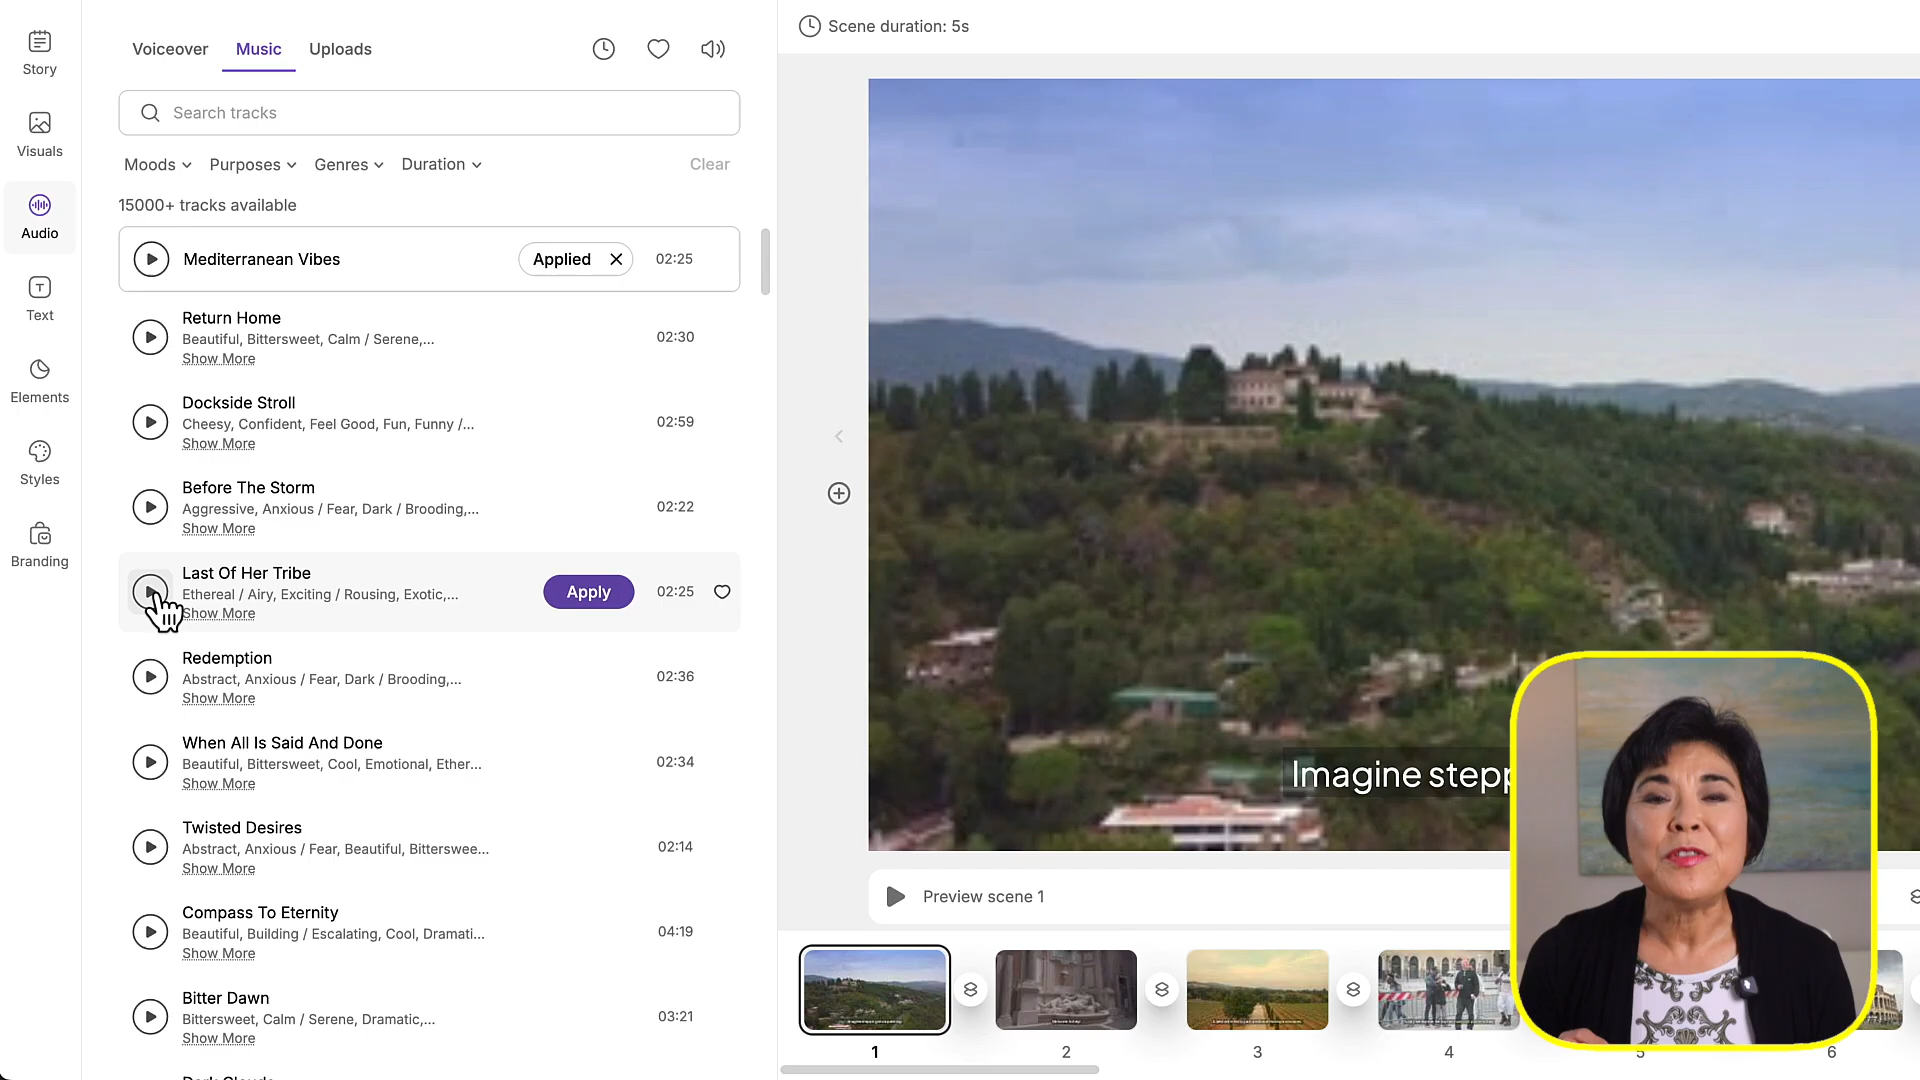 Story
Visuals
Audio
Text
Elements
Styles
Branding
Voiceover Music Uploads
Search tracks
Moods Purposes Genres Duration Clear
15000+ tracks available
Mediterranean Vibes Applied 02:25
Return Home
Beautiful, Bittersweet, Calm / Serene,... 02:30
Show More
Dockside Stroll
Cheesy, Confident, Feel Good, Fun, Funny /... 02:59
Show More
Before The Storm
Aggressive, Anxious / Fear, Dark / Brooding,... 02:22
Show More
Last Of Her Tribe
Ethereal / Airy, Exciting / Rousing, Exotic,... Apply 02:25
Show More
Redemption
Abstract, Anxious / Fear, Dark / Brooding,... 02:36
Show More
When All Is Said And Done
Beautiful, Bittersweet, Cool, Emotional, Ether... 02:34
Show More
Twisted Desires
Abstract, Anxious / Fear, Beautiful, Bitterswee... 02:14
Show More
Compass To Eternity
Beautiful, Building / Escalating, Cool, Dramati... 04:19
Show More
Bitter Dawn
Bittersweet, Calm / Serene, Dramatic,... 03:21
Show More
Scene duration: 5s
Imagine stepp
Preview scene 1
1 2 3 4 5 6